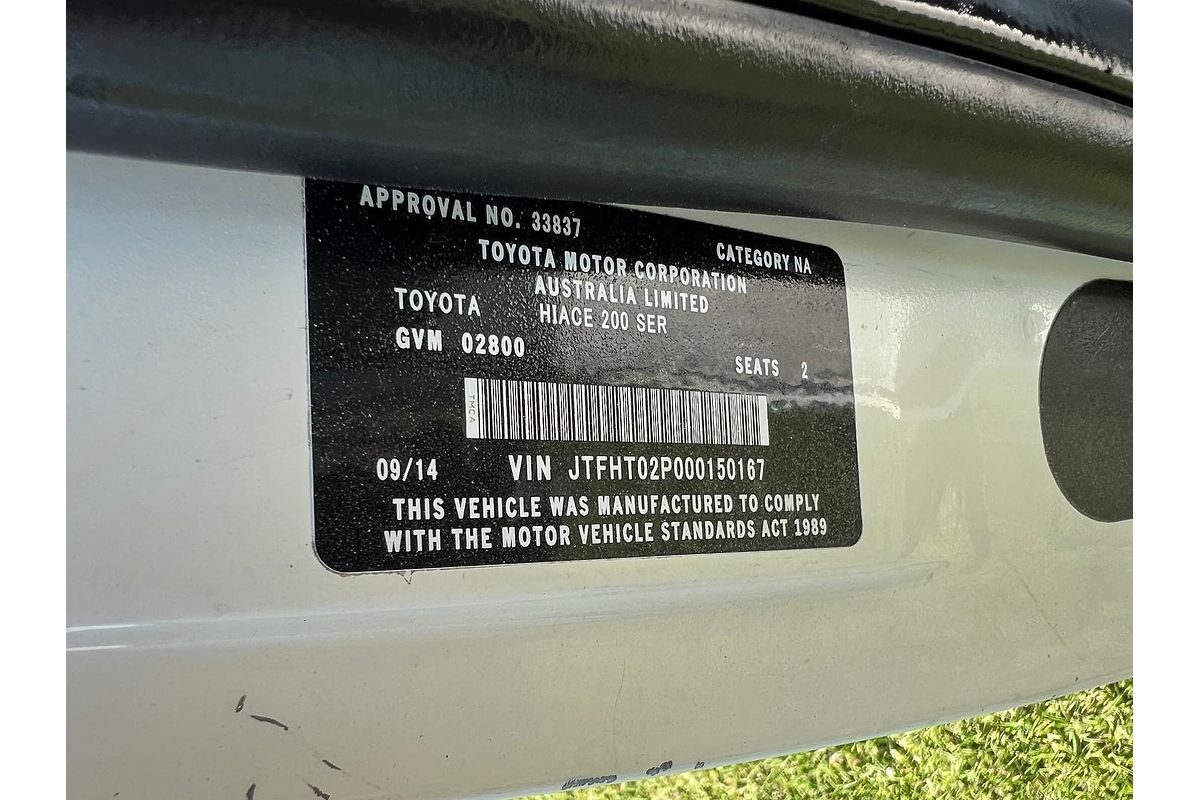 APPROVAL NO. 33837
CATEGORY NA
TOYOTA MOTOR CORPORATION
AUSTRALIA LIMITED
TOYOTA HIACE 200 SER
GVM 02800
SEATS 2
TMCA
09/14 VIN JTFHT02P000150167
THIS VEHICLE WAS MANUFACTURED TO COMPLY
WITH THE MOTOR VEHICLE STANDARDS ACT 1989